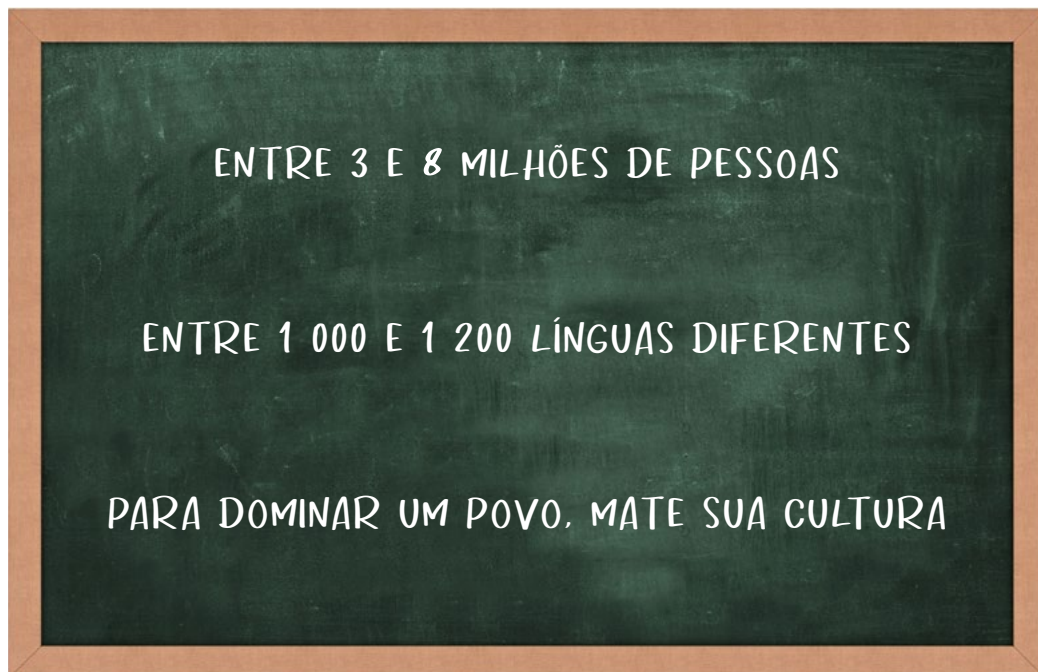 ENTRE 3 E 8 MILHÕES DE PESSOAS
ENTRE 1 000 E 1 200 LÍNGUAS DIFERENTES
PARA DOMINAR UM POVO, MATE SUA CULTURA